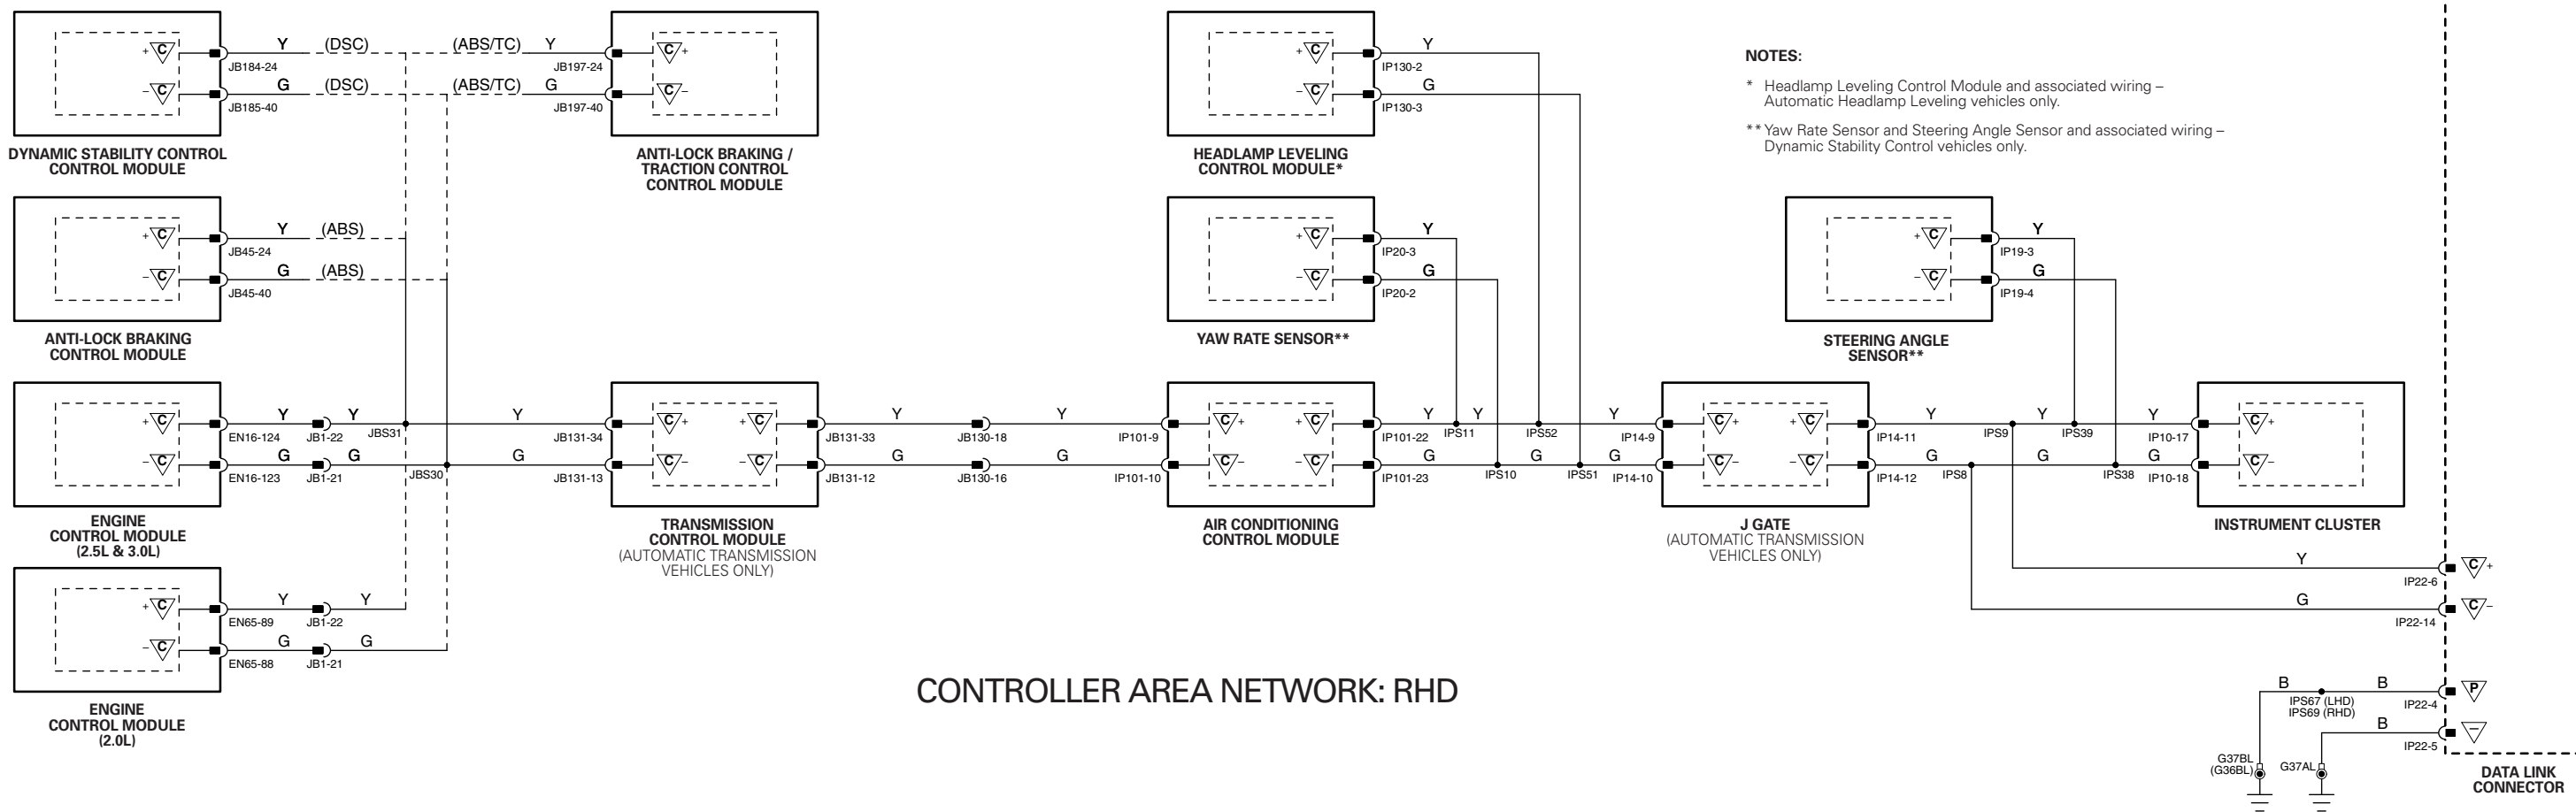 C
+
Y
(DSC)
(ABS/TC)
Y
C
+
JB184-24
JB197-24
C
–
G
(DSC)
(ABS/TC)
G
C
–
JB185-40
JB197-40
DYNAMIC STABILITY CONTROL
CONTROL MODULE
ANTI-LOCK BRAKING /
TRACTION CONTROL
CONTROL MODULE
C
+
Y
IP130-2
C
–
G
IP130-3
HEADLAMP LEVELING
CONTROL MODULE*
NOTES:
* Headlamp Leveling Control Module and associated wiring –
Automatic Headlamp Leveling vehicles only.
** Yaw Rate Sensor and Steering Angle Sensor and associated wiring –
Dynamic Stability Control vehicles only.
C
+
Y
(ABS)
JB45-24
C
–
G
(ABS)
JB45-40
ANTI-LOCK BRAKING
CONTROL MODULE
C
+
Y
IP20-3
C
–
G
IP20-2
YAW RATE SENSOR**
C
+
Y
IP19-3
C
–
G
IP19-4
STEERING ANGLE
SENSOR**
C
+
Y
Y
EN16-124
JB1-22
JBS31
Y
JB131-34
C
–
G
G
EN16-123
JB1-21
JBS30
G
JB131-13
ENGINE
CONTROL MODULE
(2.5L & 3.0L)
C
+
C
+
C
–
C
–
TRANSMISSION
CONTROL MODULE
(AUTOMATIC TRANSMISSION
VEHICLES ONLY)
Y
Y
JB131-33
JB130-18
IP101-9
G
G
JB131-12
JB130-16
IP101-10
C
+
C
+
C
–
C
–
AIR CONDITIONING
CONTROL MODULE
Y
Y
Y
IP101-22
IPS11
IPS52
IP14-9
G
G
G
IP101-23
IPS10
IPS51
IP14-10
C
+
C
+
C
–
C
–
J GATE
(AUTOMATIC TRANSMISSION
VEHICLES ONLY)
Y
Y
Y
IP14-11
IPS9
IPS39
IP10-17
G
G
G
IP14-12
IPS8
IPS38
IP10-18
C
+
C
–
INSTRUMENT CLUSTER
C
+
Y
Y
EN65-89
JB1-22
C
–
G
G
EN65-88
JB1-21
ENGINE
CONTROL MODULE
(2.0L)
CONTROLLER AREA NETWORK: RHD
Y
C
+
IP22-6
G
C
–
IP22-14
B
B
P
IPS67 (LHD)
IPS69 (RHD)
IP22-4
B
–
IP22-5
G37BL
(G36BL)
G37AL
DATA LINK
CONNECTOR